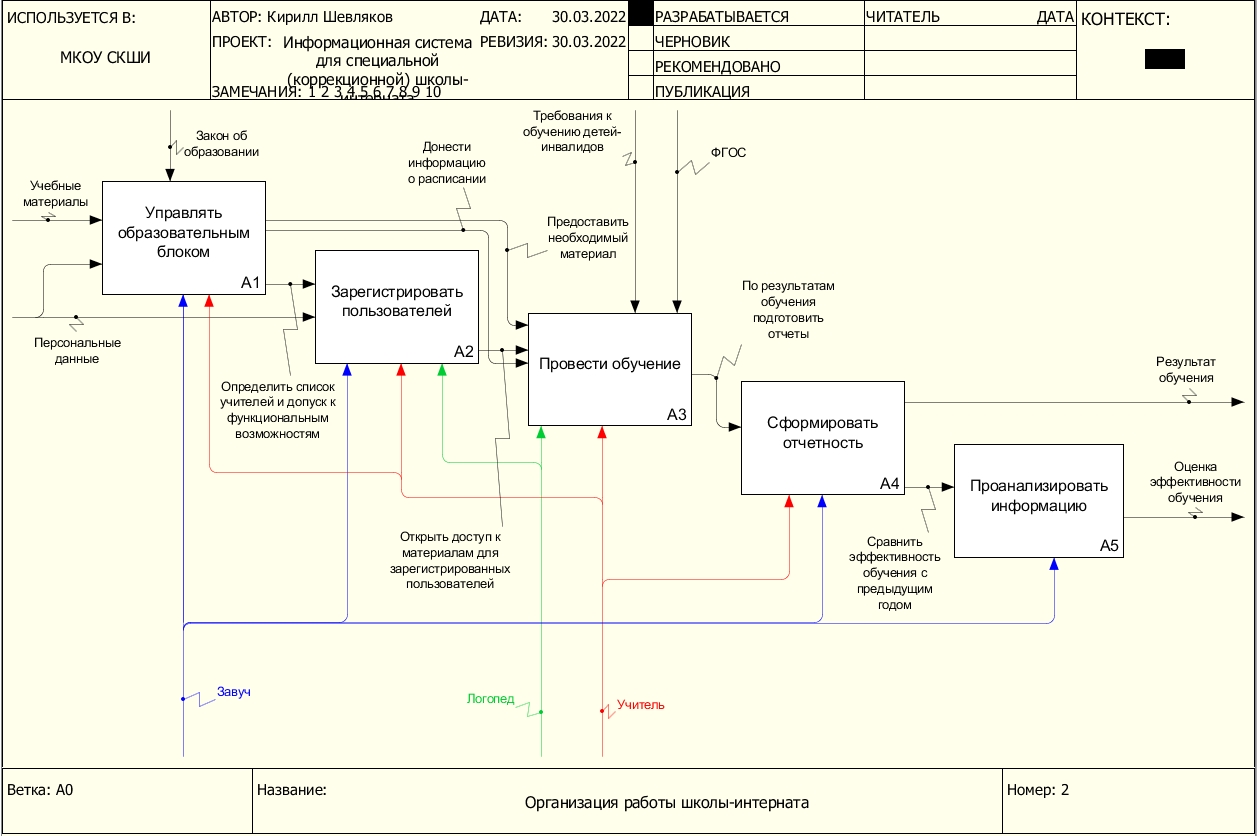 ИСПОЛЬЗУЕТСЯ В:
МКОУ СКШИ
АВТОР: Кирилл Шевляков
ДАТА: 30.03.2022
ПРОЕКТ: Информационная система
для специальной
(коррекционной) школы-
интерната
РЕВИЗИЯ: 30.03.2022
ЗАМЕЧАНИЯ: 1 2 3 4 5 6 7 8 9 10
РАЗРАБАТЫВАЕТСЯ
ЧЕРНОВИК
РЕКОМЕНДОВАНО
ПУБЛИКАЦИЯ
ЧИТАТЕЛЬ
ДАТА
КОНТЕКСТ:
Закон об
образовании
Учебные
материалы
Управлять
образовательным
блоком
A1
Персональные
данные
Донести
информацию
о расписании
Требования к
обучению детей-
инвалидов
ФГОС
Предоставить
необходимый
материал
Зарегистрировать
пользователей
A2
Определить список
учителей и допуск к
функциональным
возможностям
Провести обучение
A3
По результатам
обучения
подготовить
отчеты
Сформировать
отчетность
A4
Результат
обучения
Проанализировать
информацию
A5
Оценка
эффективности
обучения
Открыть доступ к
материалам для
зарегистрированных
пользователей
Сравнить
эффективность
обучения с
предыдущим
годом
Завуч
Логопед
Учитель
Ветка: A0
Название:
Организация работы школы-интерната
Номер: 2